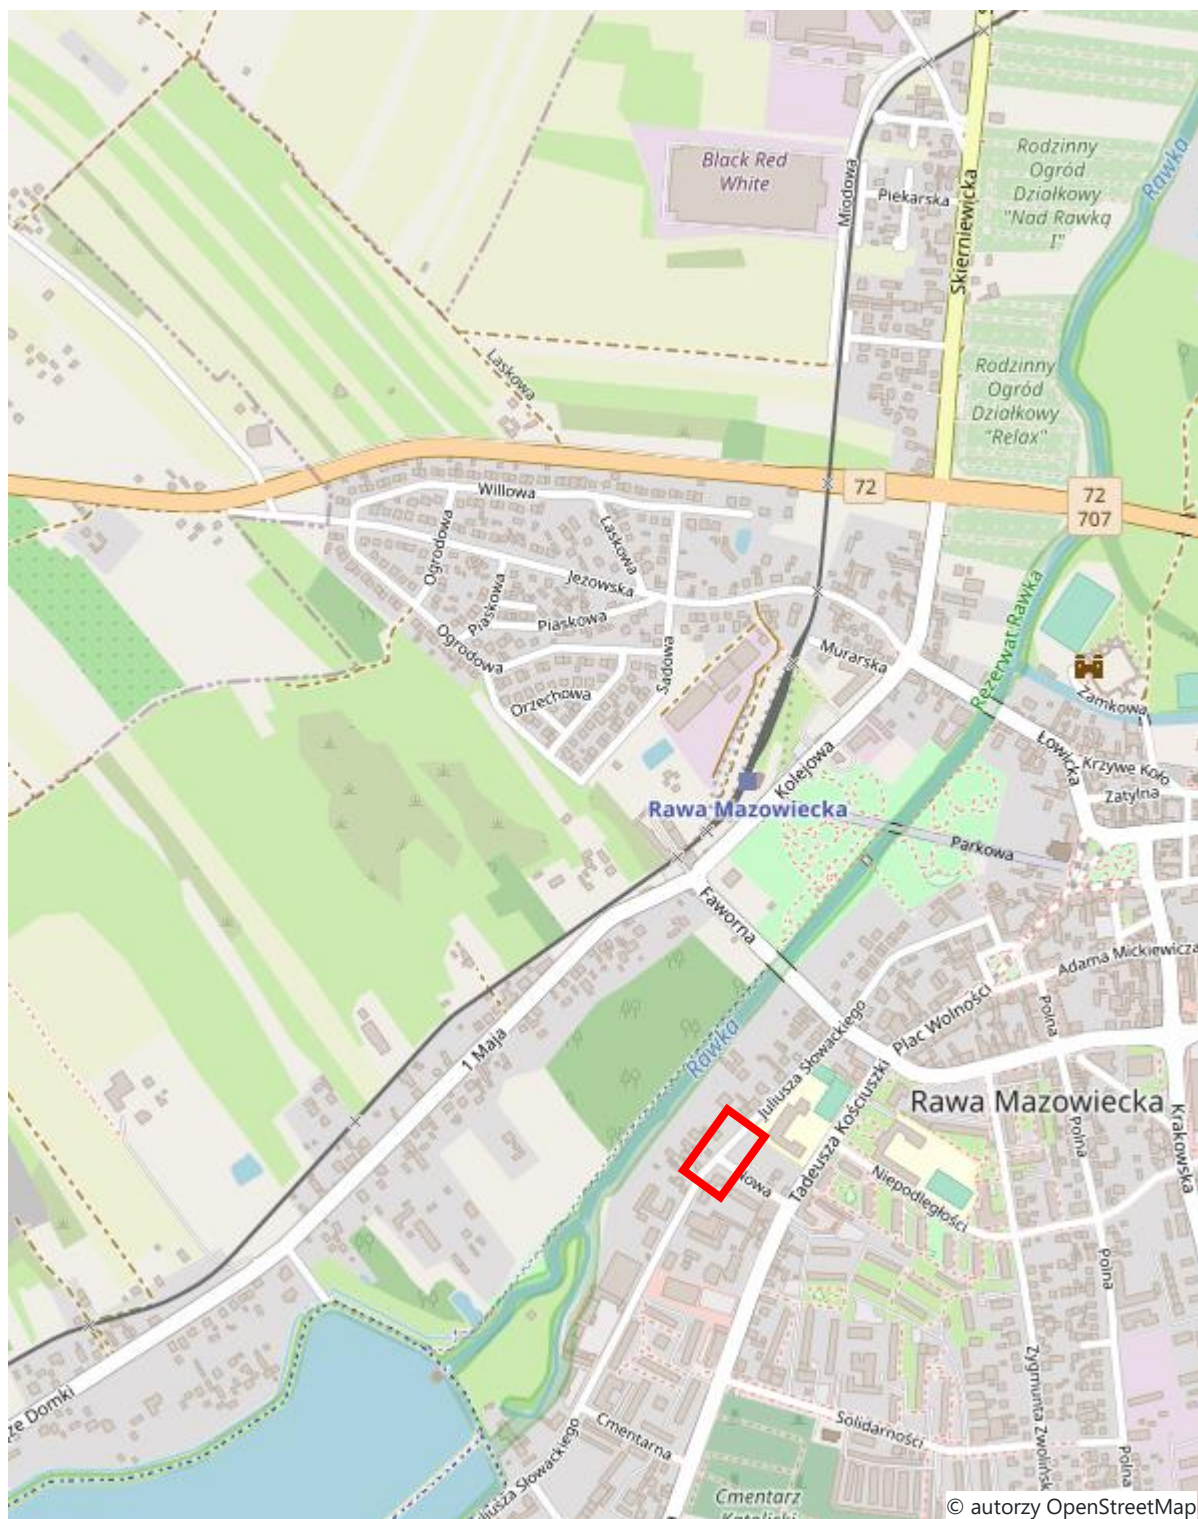 Black Red
White
Miodowa
Piekarska
Skierniewicka
Rodzinny
Ogród
Działkowy
"Nad Rawką
I"
Rawka
Laskowa
Rodzinny
Ogród
Działkowy
"Relax"
72
72
707
Willowa
Ogrodowa
Laskowa
Jeżowska
Piaskowa
Piaskowa
Ogrodowa
Sadowa
Orzechowa
Murarska
Rezerwat Rawka
Zamkowa
Łowicka
Krzywe Koło
Zatylna
Kolejowa
Rawa Mazowiecka
Parkowa
Faworna
Adama Mickiewicza
Plac Wolności
Polna
1 Maja
Rawka
Juliusza Słowackiego
Tadeusza Kościuszki
Rawa Mazowiecka
Polna
Krakowska
Niepodległości
Polna
Zygmunta Zwolińsk
ze Domki
Juliusza Słowackiego
Cmentarna
Solidarności
Polna
Cmentarz
© autorzy OpenStreetMap